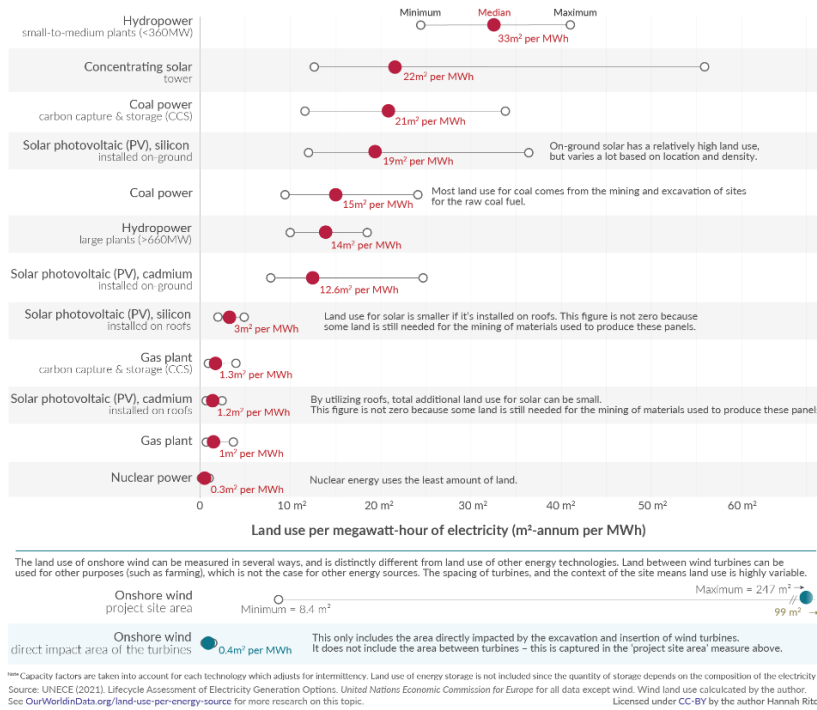 Minimum Median Maximum
Hydropower
small-to-medium plants (<360MW)
33m² per MWh
Concentrating solar
tower
22m² per MWh
Coal power
carbon capture & storage (CCS)
21m² per MWh
Solar photovoltaic (PV), silicon
installed on-ground
19m² per MWh
On-ground solar has a relatively high land use,
but varies a lot based on location and density.
Coal power
15m² per MWh
Most land use for coal comes from the mining and excavation of sites
for the raw coal fuel.
Hydropower
large plants (>660MW)
14m² per MWh
Solar photovoltaic (PV), cadmium
installed on-ground
12.6m² per MWh
Solar photovoltaic (PV), silicon
installed on roofs
3m² per MWh
Land use for solar is smaller if it's installed on roofs. This figure is not zero because
some land is still needed for the mining of materials used to produce these panels.
Gas plant
carbon capture & storage (CCS)
1.3m² per MWh
Solar photovoltaic (PV), cadmium
installed on roofs
1.2m² per MWh
By utilizing roofs, total additional land use for solar can be small.
This figure is not zero because some land is still needed for the mining of materials used to produce these panel
Gas plant
1m² per MWh
Nuclear power
0.3m² per MWh
Nuclear energy uses the least amount of land.
0 10 m² 20 m² 30 m² 40 m² 50 m² 60 m²
Land use per megawatt-hour of electricity (m²-annum per MWh)
The land use of onshore wind can be measured in several ways, and is distinctly different from land use of other energy technologies. Land between wind turbines can be
used for other purposes (such as farming), which is not the case for other energy sources. The spacing of turbines, and the context of the site means land use is highly variable.
Onshore wind
project site area
Minimum = 8.4 m²
Maximum = 247 m² →
99 m² →
Onshore wind
direct impact area of the turbines
0.4m² per MWh
This only includes the area directly impacted by the excavation and insertion of wind turbines.
It does not include the area between turbines – this is captured in the 'project site area' measure above.
Note: Capacity factors are taken into account for each technology which adjusts for intermittency. Land use of energy storage is not included since the quantity of storage depends on the composition of the electricity
Source: UNECE (2021). Lifecycle Assessment of Electricity Generation Options. United Nations Economic Commission for Europe for all data except wind. Wind land use calculated by the author.
See OurWorldinData.org/land-use-per-energy-source for more research on this topic.
Licensed under CC-BY by the author Hannah Ritc